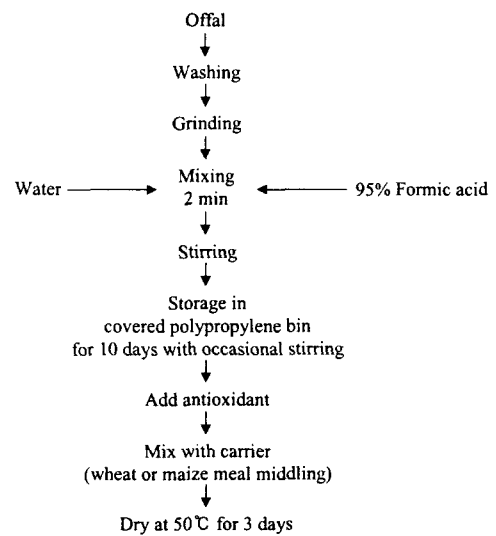 Offal
Washing
Grinding
Mixing
Water
2 min
95% Formic acid
Stirring
Storage in
covered polypropylene bin
for 10 days with occasional stirring
Add antioxidant
Mix with carrier
(wheat or maize meal middling)
Dry at 50℃ for 3 days